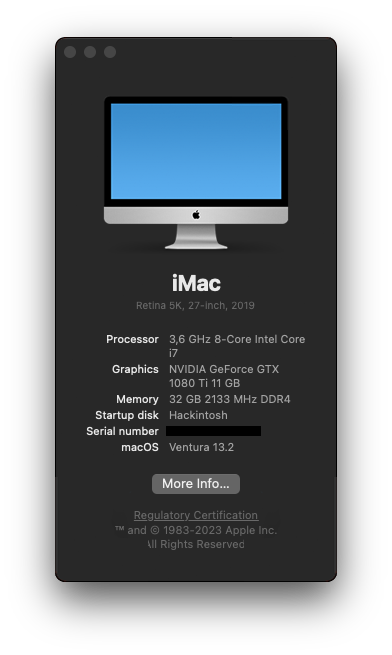 iMac
Retina 5K, 27-inch, 2019
Processor 3,6 GHz 8-Core Intel Core
i7
Graphics NVIDIA GeForce GTX
1080 Ti 11 GB
Memory 32 GB 2133 MHz DDR4
Startup disk Hackintosh
Serial number
macOS Ventura 13.2
More Info...
Regulatory Certification
™ and © 1983-2023 Apple Inc.
All Rights Reserved